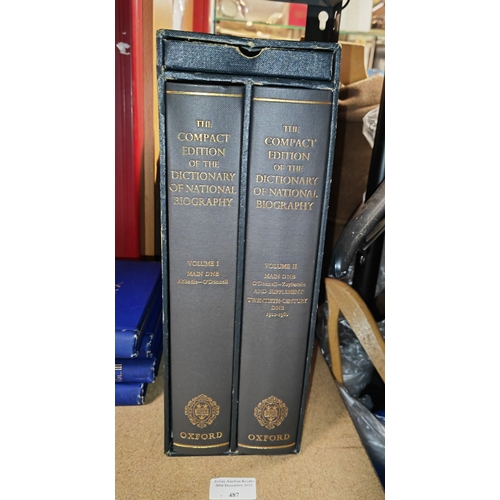 THE
COMPACT
EDITION
OF THE
DICTIONARY
OF NATIONAL
BIOGRAPHY
VOLUME I
MAIN DNB
OXFORD
THE
COMPACT
EDITION
OF THE
DICTIONARY
OF NATIONAL
BIOGRAPHY
VOLUME II
MAIN DNB
AND SUPPLEMENT
TWENTIETH-CENTURY
DNB
OXFORD
487